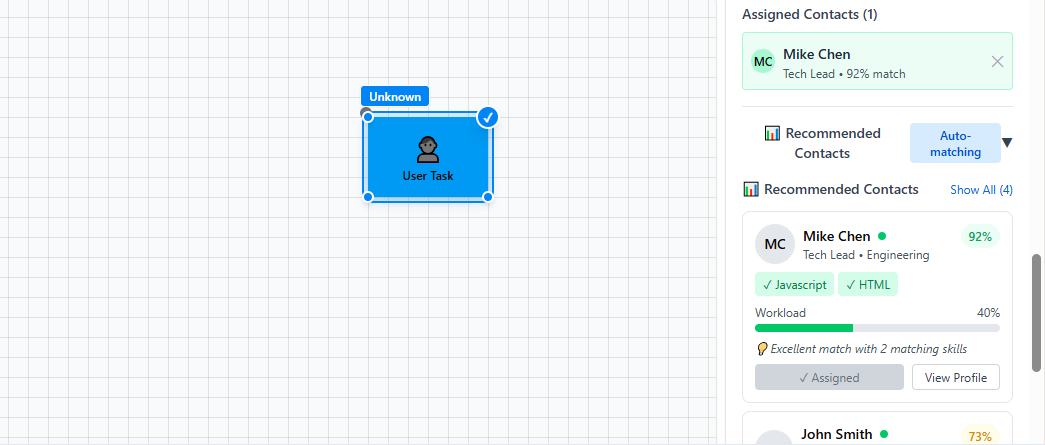 Assigned Contacts (1)
MC
Mike Chen
Tech Lead • 92% match
Unknown
User Task
Recommended
Contacts
Auto-
matching
Recommended Contacts
Show All (4)
MC
Mike Chen
92%
Tech Lead • Engineering
✓ Javascript
✓ HTML
Workload
40%
Excellent match with 2 matching skills
✓ Assigned
View Profile
John Smith
73%